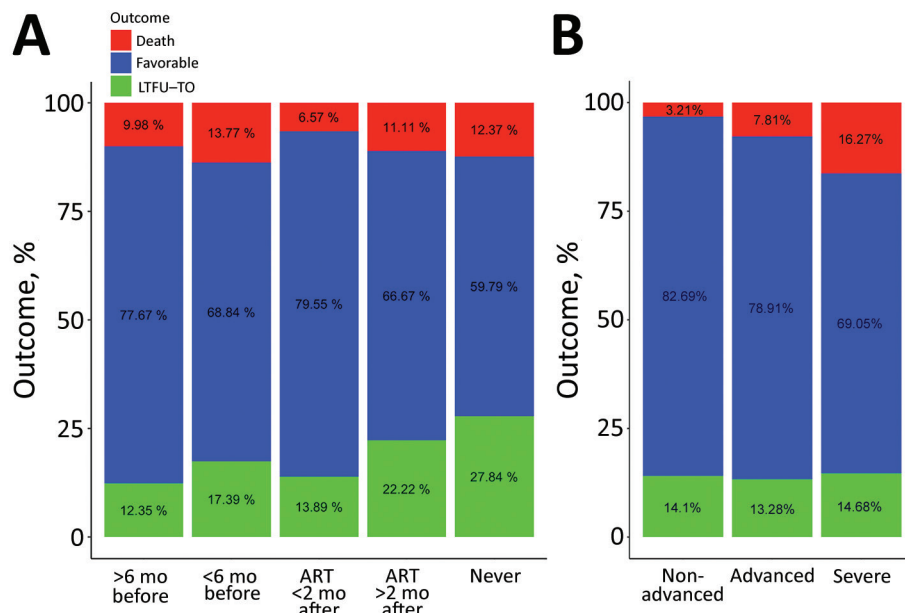 A
Outcome
Death
Favorable
LTFU–TO
Outcome, %
100
75
50
25
0
9.98 %
13.77 %
6.57 %
11.11 %
12.37 %
77.67 %
68.84 %
79.55 %
66.67 %
59.79 %
12.35 %
17.39 %
13.89 %
22.22 %
27.84 %
>6 mo
before
<6 mo
before
ART
<2 mo
after
ART
>2 mo
after
Never
B
Outcome, %
100
75
50
25
0
3.21%
7.81%
16.27%
82.69%
78.91%
69.05%
14.1%
13.28%
14.68%
Non-
advanced
Advanced
Severe